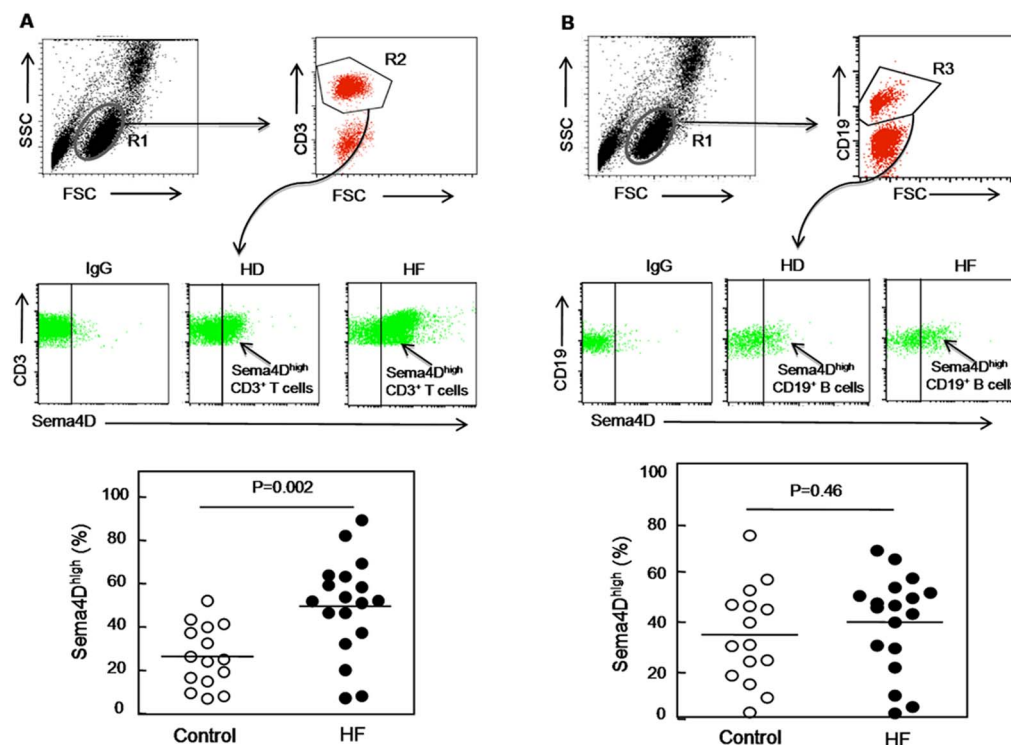 A
SSC
R1
FSC
CD3
R2
FSC
IgG
HD
HF
CD3
Sema4Dhigh
CD3+ T cells
Sema4Dhigh
CD3+ T cells
Sema4D
P=0.002
Sema4Dhigh (%)
100
80
60
40
20
0
Control
HF
B
SSC
R1
FSC
CD19
R3
FSC
IgG
HD
HF
CD19
Sema4Dhigh
CD19+ B cells
Sema4Dhigh
CD19+ B cells
Sema4D
P=0.46
Sema4Dhigh (%)
100
80
60
40
20
0
Control
HF